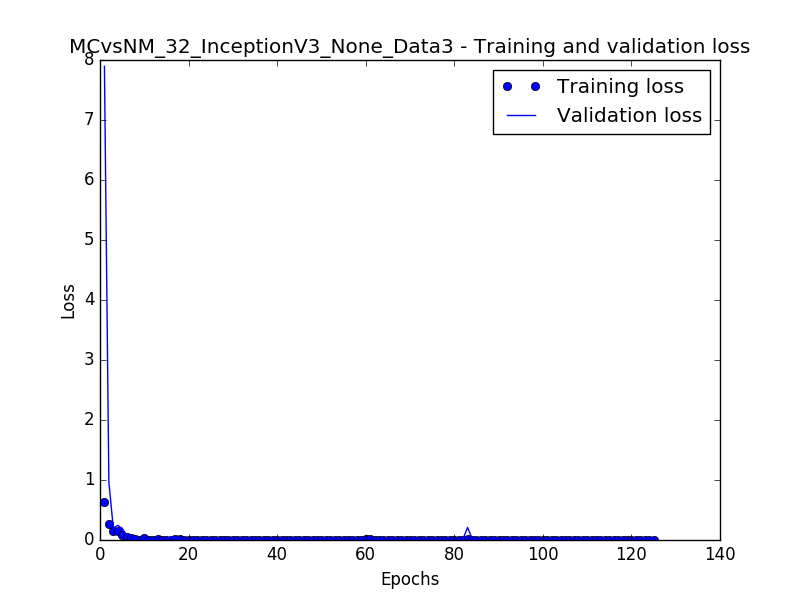 MCvsNM_32_InceptionV3_None_Data3 - Training and validation loss
Training loss
Validation loss
8
7
6
5
4
3
2
1
0
Loss
0 20 40 60 80 100 120 140
Epochs